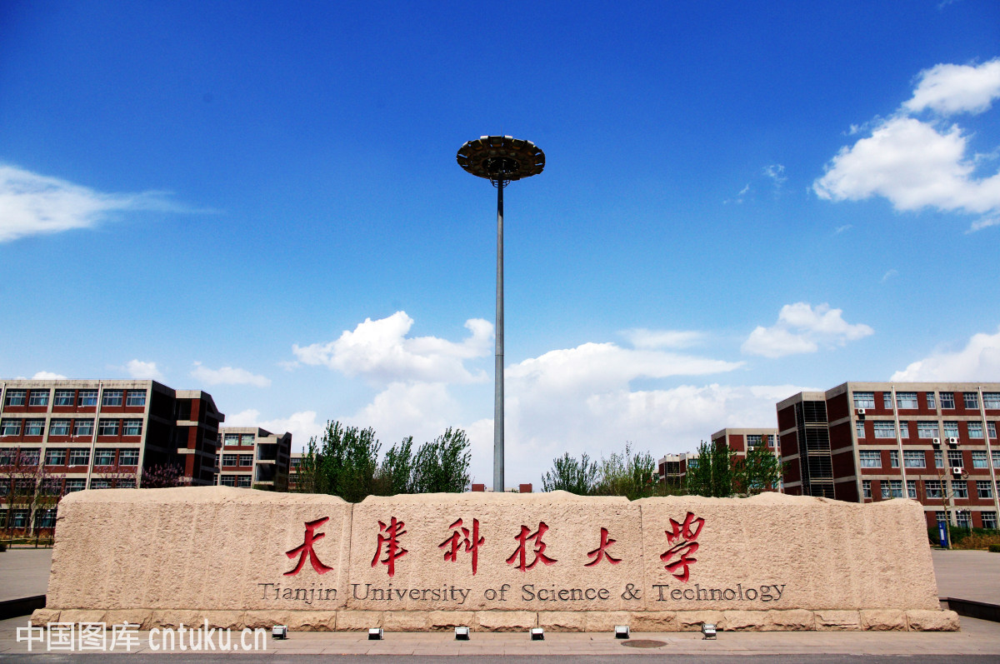 天津科技大学
Tianjin University of Science & Technology
中国图库 cntuku.cn